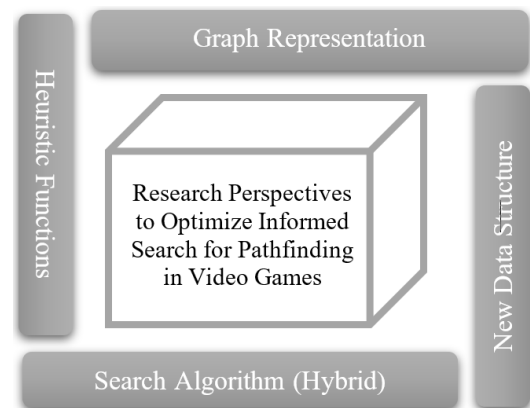 Graph Representation
Heuristic Functions
Research Perspectives
to Optimize Informed
Search for Pathfinding
in Video Games
New Data Structure
Search Algorithm (Hybrid)